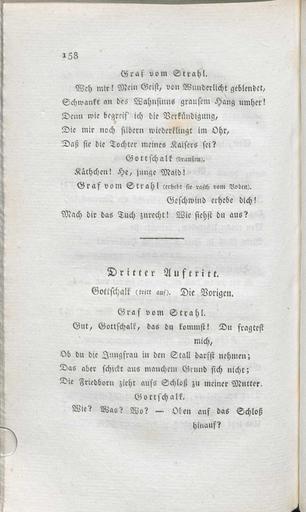 158
Graf vom Strahl.
Weh mir! Mein Geist, von Wunderlicht geblendet,
Schwankt an des Wahnsinns grausem Hang umher!
Denn wie begreif' ich die Verkündigung,
Die mir noch silbern wiederklingt im Ohr,
Daß sie die Tochter meines Kaisers sei?
Gottschalk (draußen).
Käthchen! He, junge Maid!
Graf vom Strahl (erhebt sie rasch vom Boden).
Geschwind erhebe dich!
Mach dir das Tuch zurecht! Wie siehst du aus?
Dritter Auftritt.
Gottschalk (tritt auf). Die Vorigen.
Graf vom Strahl.
Gut, Gottschalk, daß du kommst! Du fragtest
mich,
Ob du die Jungfrau in den Stall darfst nehmen;
Das aber schickt aus manchem Grund sich nicht;
Die Friedborn zieht aufs Schloß zu meiner Mutter.
Gottschalk.
Wie? Was? Wo? — Oben auf das Schloß
hinauf?